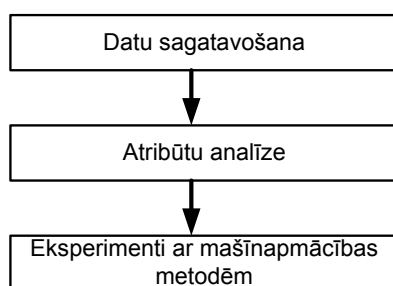 Datu sagatavošana
Atribūtu analīze
Eksperimenti ar mašīnapmācības
metodēm